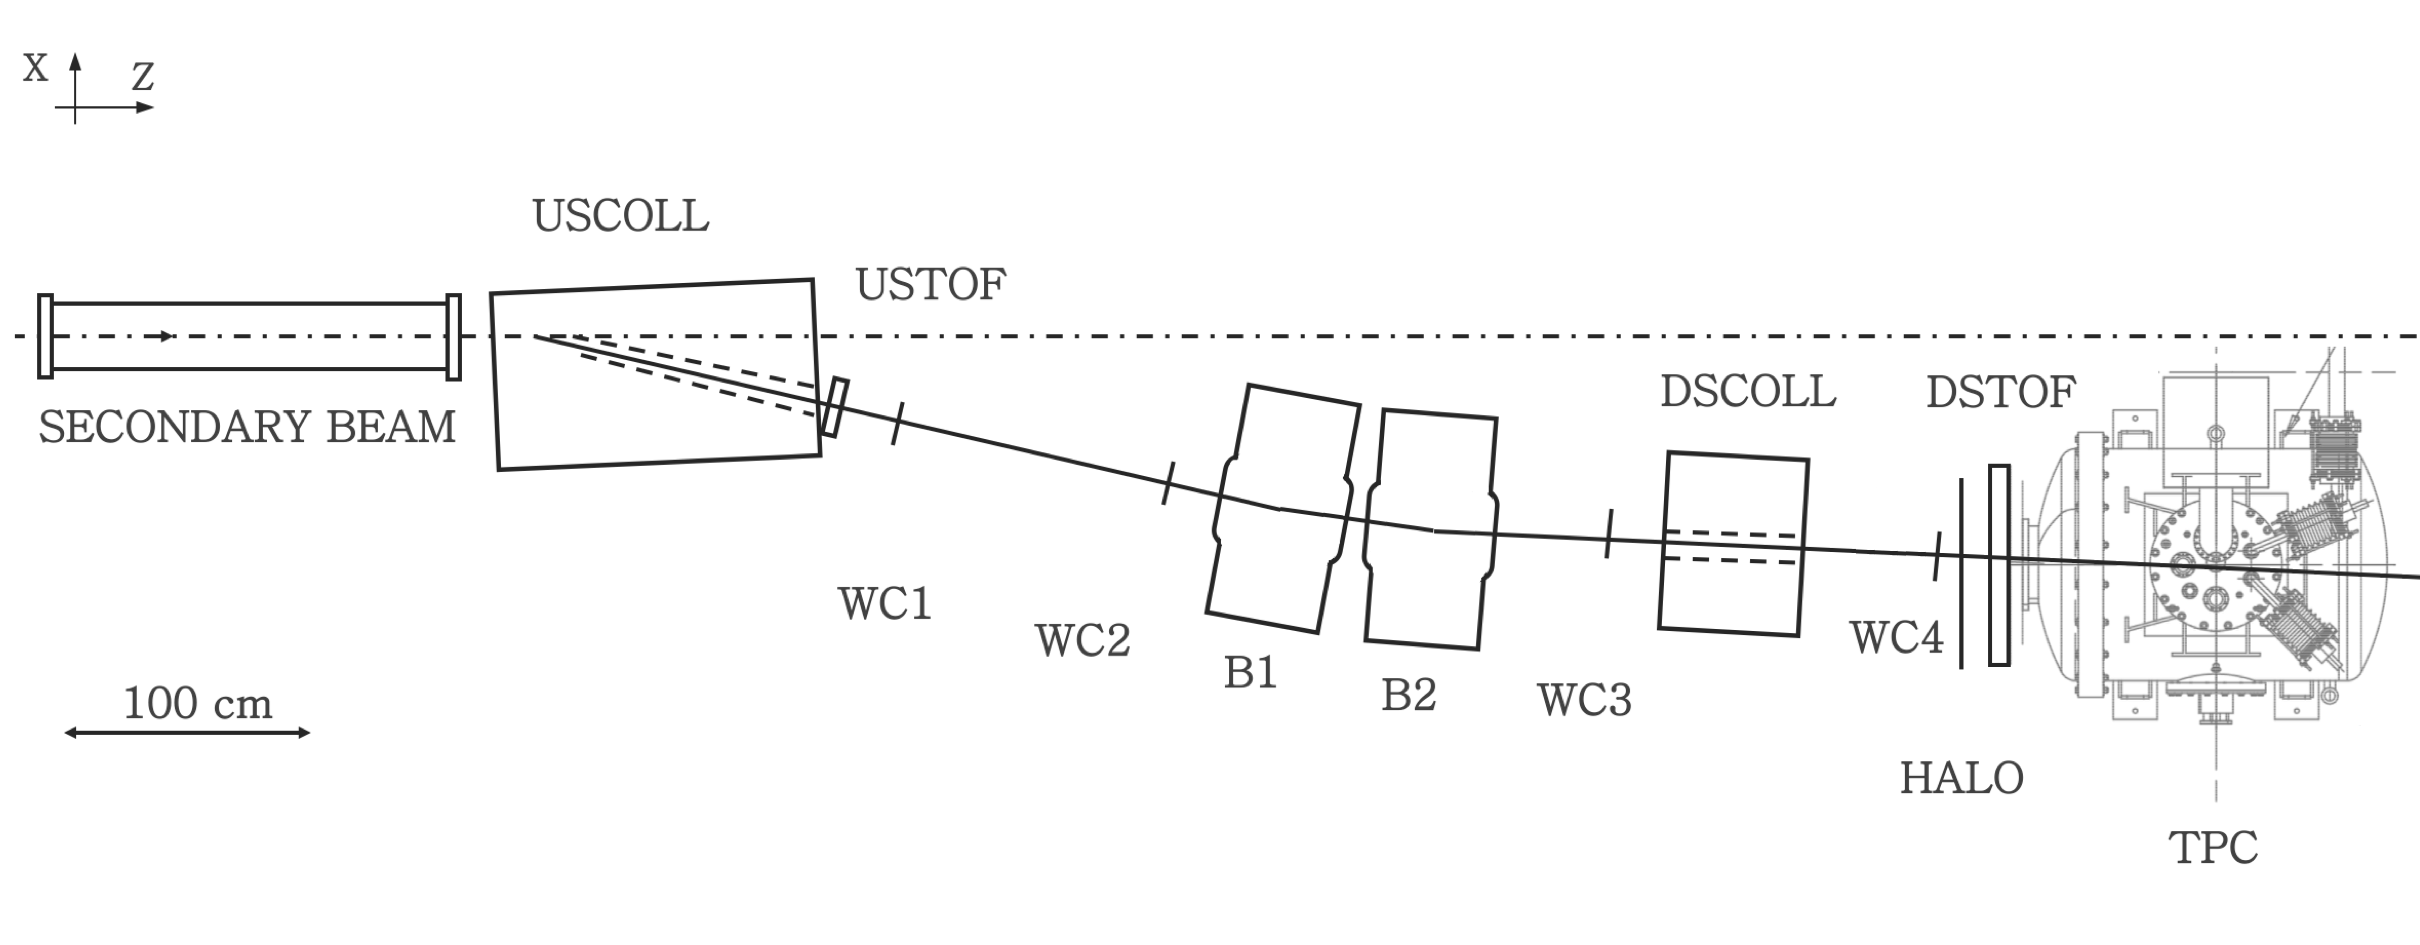 X
Z
USCOLL
USTOF
SECONDARY BEAM
DSCOLL
DSTOF
WC1
WC2
B1
B2
WC3
WC4
100 cm
HALO
TPC